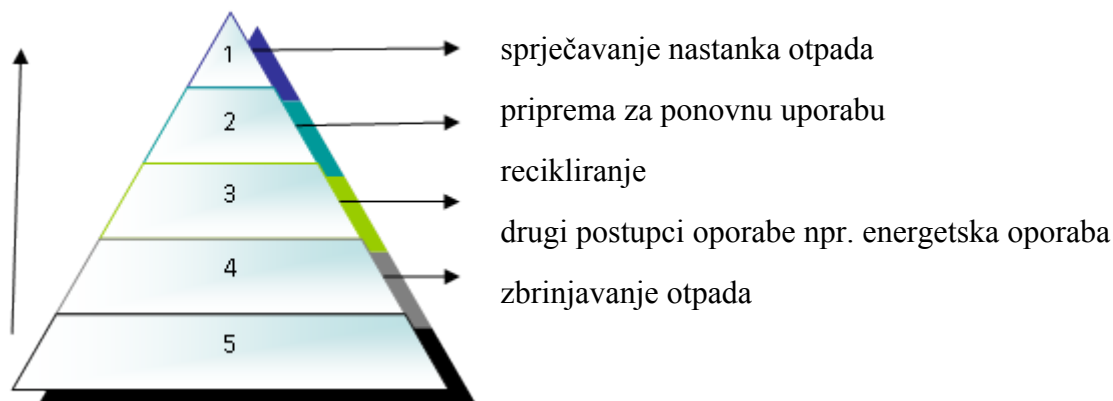 1
sprječavanje nastanka otpada
2
priprema za ponovnu uporabu
3
recikliranje
4
drugi postupci oporabe npr. energetska oporaba
5
zbrinjavanje otpada